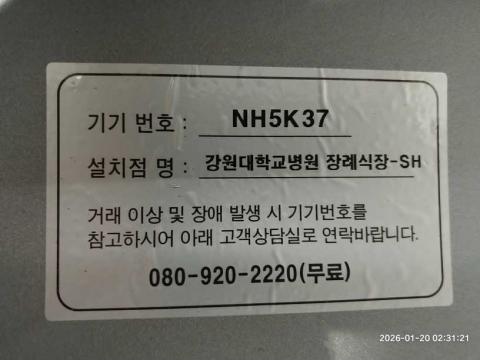 기기 번호 : NH5K37
설치점 명 : 강원대학교병원 장례식장-SH
거래 이상 및 장애 발생 시 기기번호를
참고하시어 아래 고객상담실로 연락바랍니다.
080-920-2220(무료)
2026-01-20 02:31:21